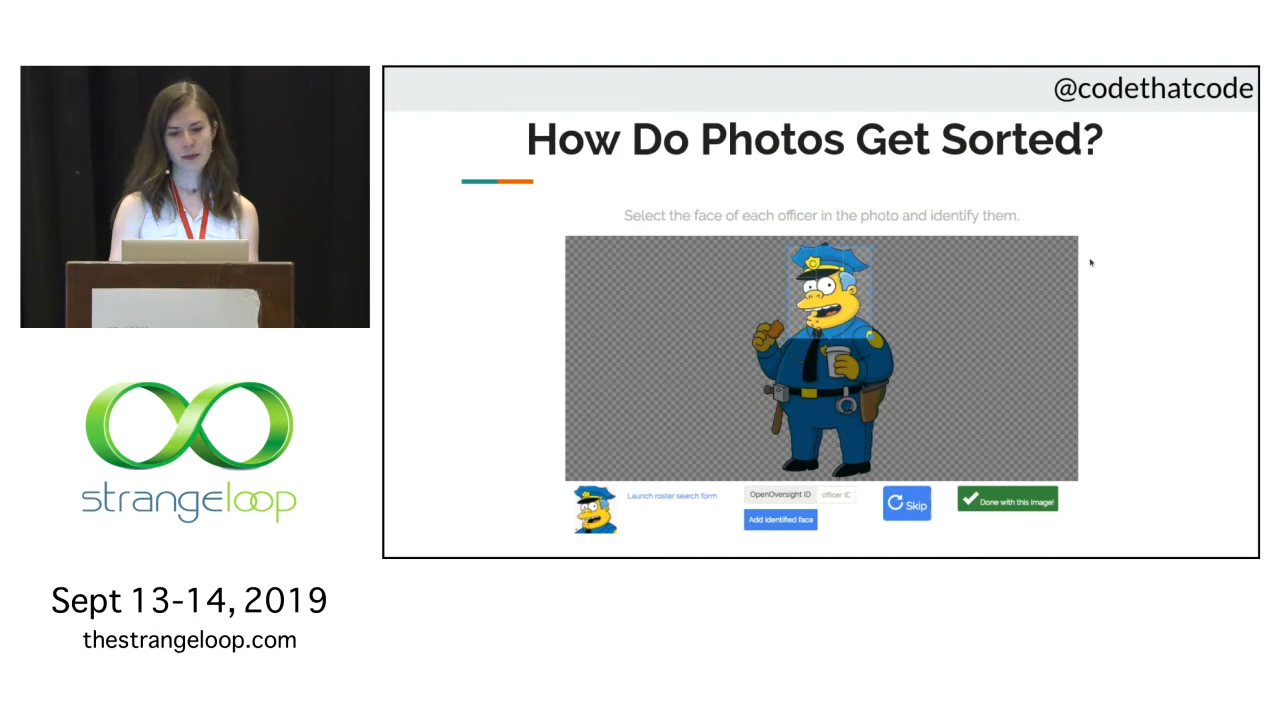 @codethatcode
How Do Photos Get Sorted?
Select the face of each officer in the photo and identify them.
Launch roster search form
OpenOversight ID
officer IC
Add identified face
Skip
Done with this image!
strangeloop
Sept 13-14, 2019
thestrangeloop.com